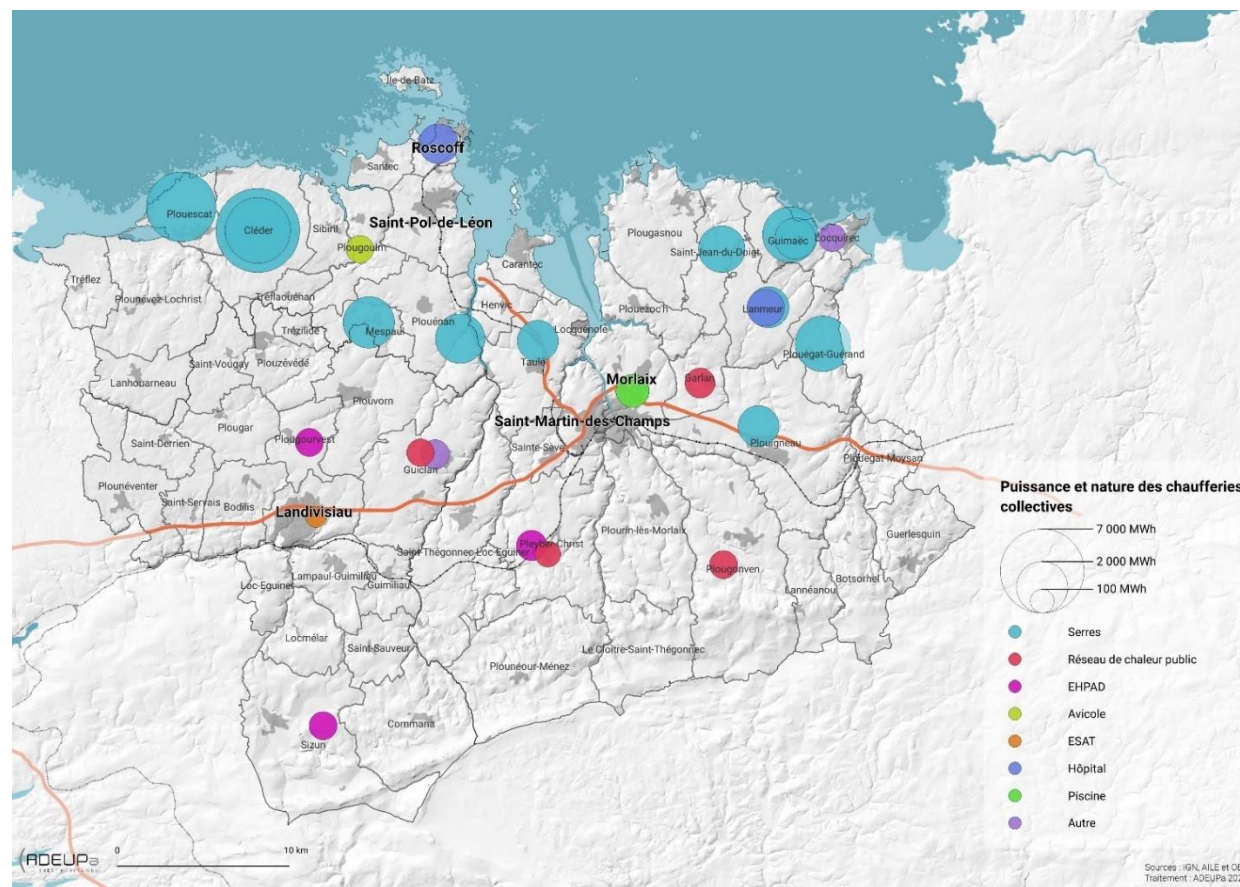 Île-de-Batz
Roscoff
Santec
Saint-Pol-de-Léon
Plouescat
Cléder
Sibiril
Plougoulm
Carantec
Plougasnou
Saint-Jean-du-Doigt
Guimaëc
Locquirec
Tréflez
Plounévez-Lochrist
Tréflaouénan
Trézilidé
Mespaul
Plouénan
Henvic
Locquénolé
Taulé
Plouezoc'h
Lanmeur
Plouégat-Guérand
Saint-Vougay
Plouzévédé
Lanhouarneau
Morlaix
Garlan
Plouvorn
Saint-Martin-des-Champs
Plougar
Saint-Derrien
Plougourvest
Guiclan
Sainte-Sève
Plouigneau
Plouégat-Moysan
Plounéventer
Saint-Servais
Bodilis
Landivisiau
Saint-Thégonnec-Loc-Eguiner
Pleyber-Christ
Plourin-lès-Morlaix
Plougonven
Guerlesquin
Loc-Eguiner
Lampaul-Guimiliau
Guimiliau
Lannéanou
Botsorhel
Locmélar
Saint-Sauveur
Plounéour-Ménez
Le Cloître-Saint-Thégonnec
Sizun
Commana
Puissance et nature des chaufferies
collectives
7 000 MWh
2 000 MWh
100 MWh
Serres
Réseau de chaleur public
EHPAD
Avicole
ESAT
Hôpital
Piscine
Autre
ADEUPa
0
10 km
Sources : IGN, AILE et OE
Traitement : ADEUPa 202